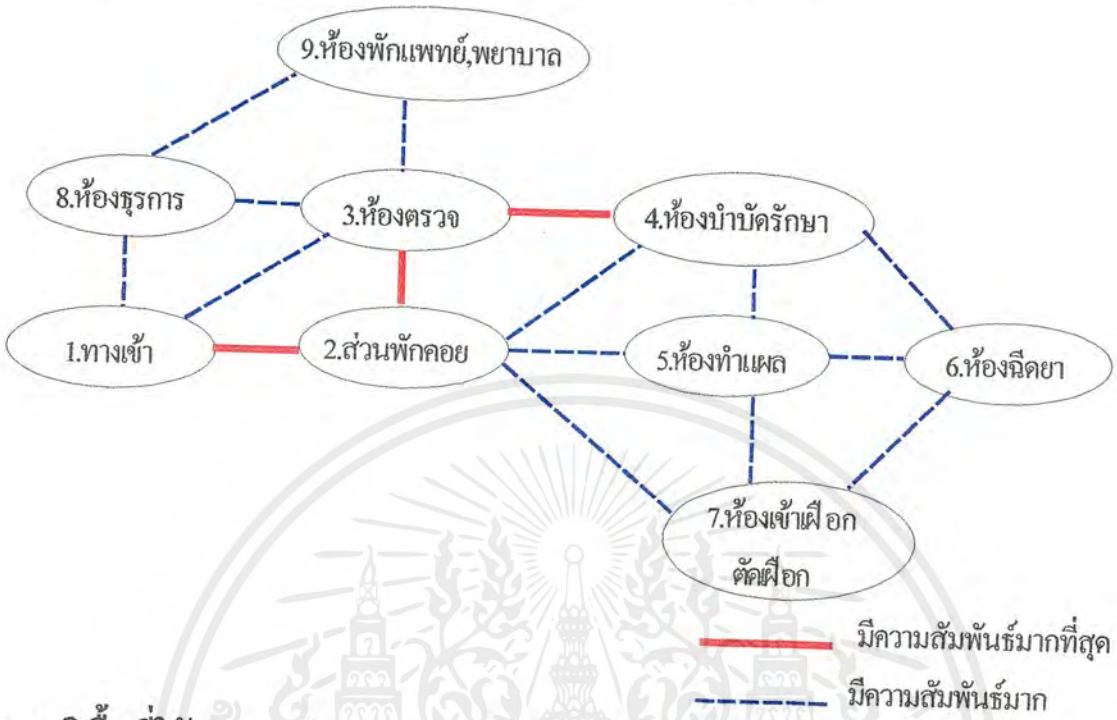 9.ห้องพักแพทย์,พยาบาล
8.ห้องธุรการ
3.ห้องตรวจ
4.ห้องบำบัดรักษา
1.ทางเข้า
2.ส่วนพักคอย
5.ห้องทำแผล
6.ห้องฉีดยา
7.ห้องเข้าเฝือก
ตัดเฝือก
มีความสัมพันธ์มากที่สุด
มีความสัมพันธ์มาก